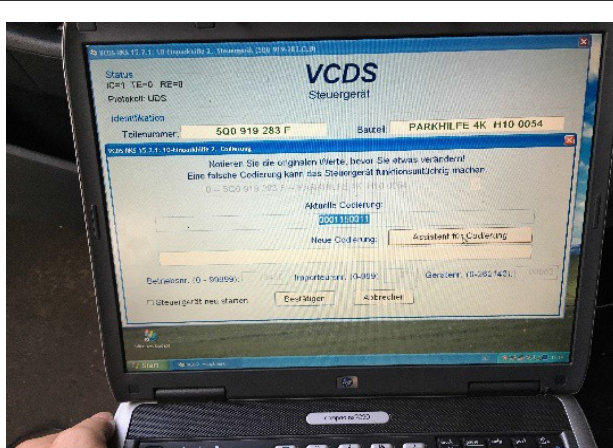 VCDS
Status
IC=1 TE=0 RE=0
Protokoll: UDS
Steuergerät
Identifikation
Teilenummer: 5Q0 919 283 F Bauteil PARKHILFE 4K H10 0054
Notieren Sie die originalen Werte, bevor Sie etwas verändern!
Eine falsche Codierung kann das Steuergerät funktionsuntüchtig machen.
Aktuelle Codierung:
Neue Codierung: Assistent für Codierung
Betriebsnr. (0 - 99999): Importeursnr. (0-999): Gerätenr. (0-262143):
Steuergerät neu starten Bestätigen Abbrechen
Start
hp